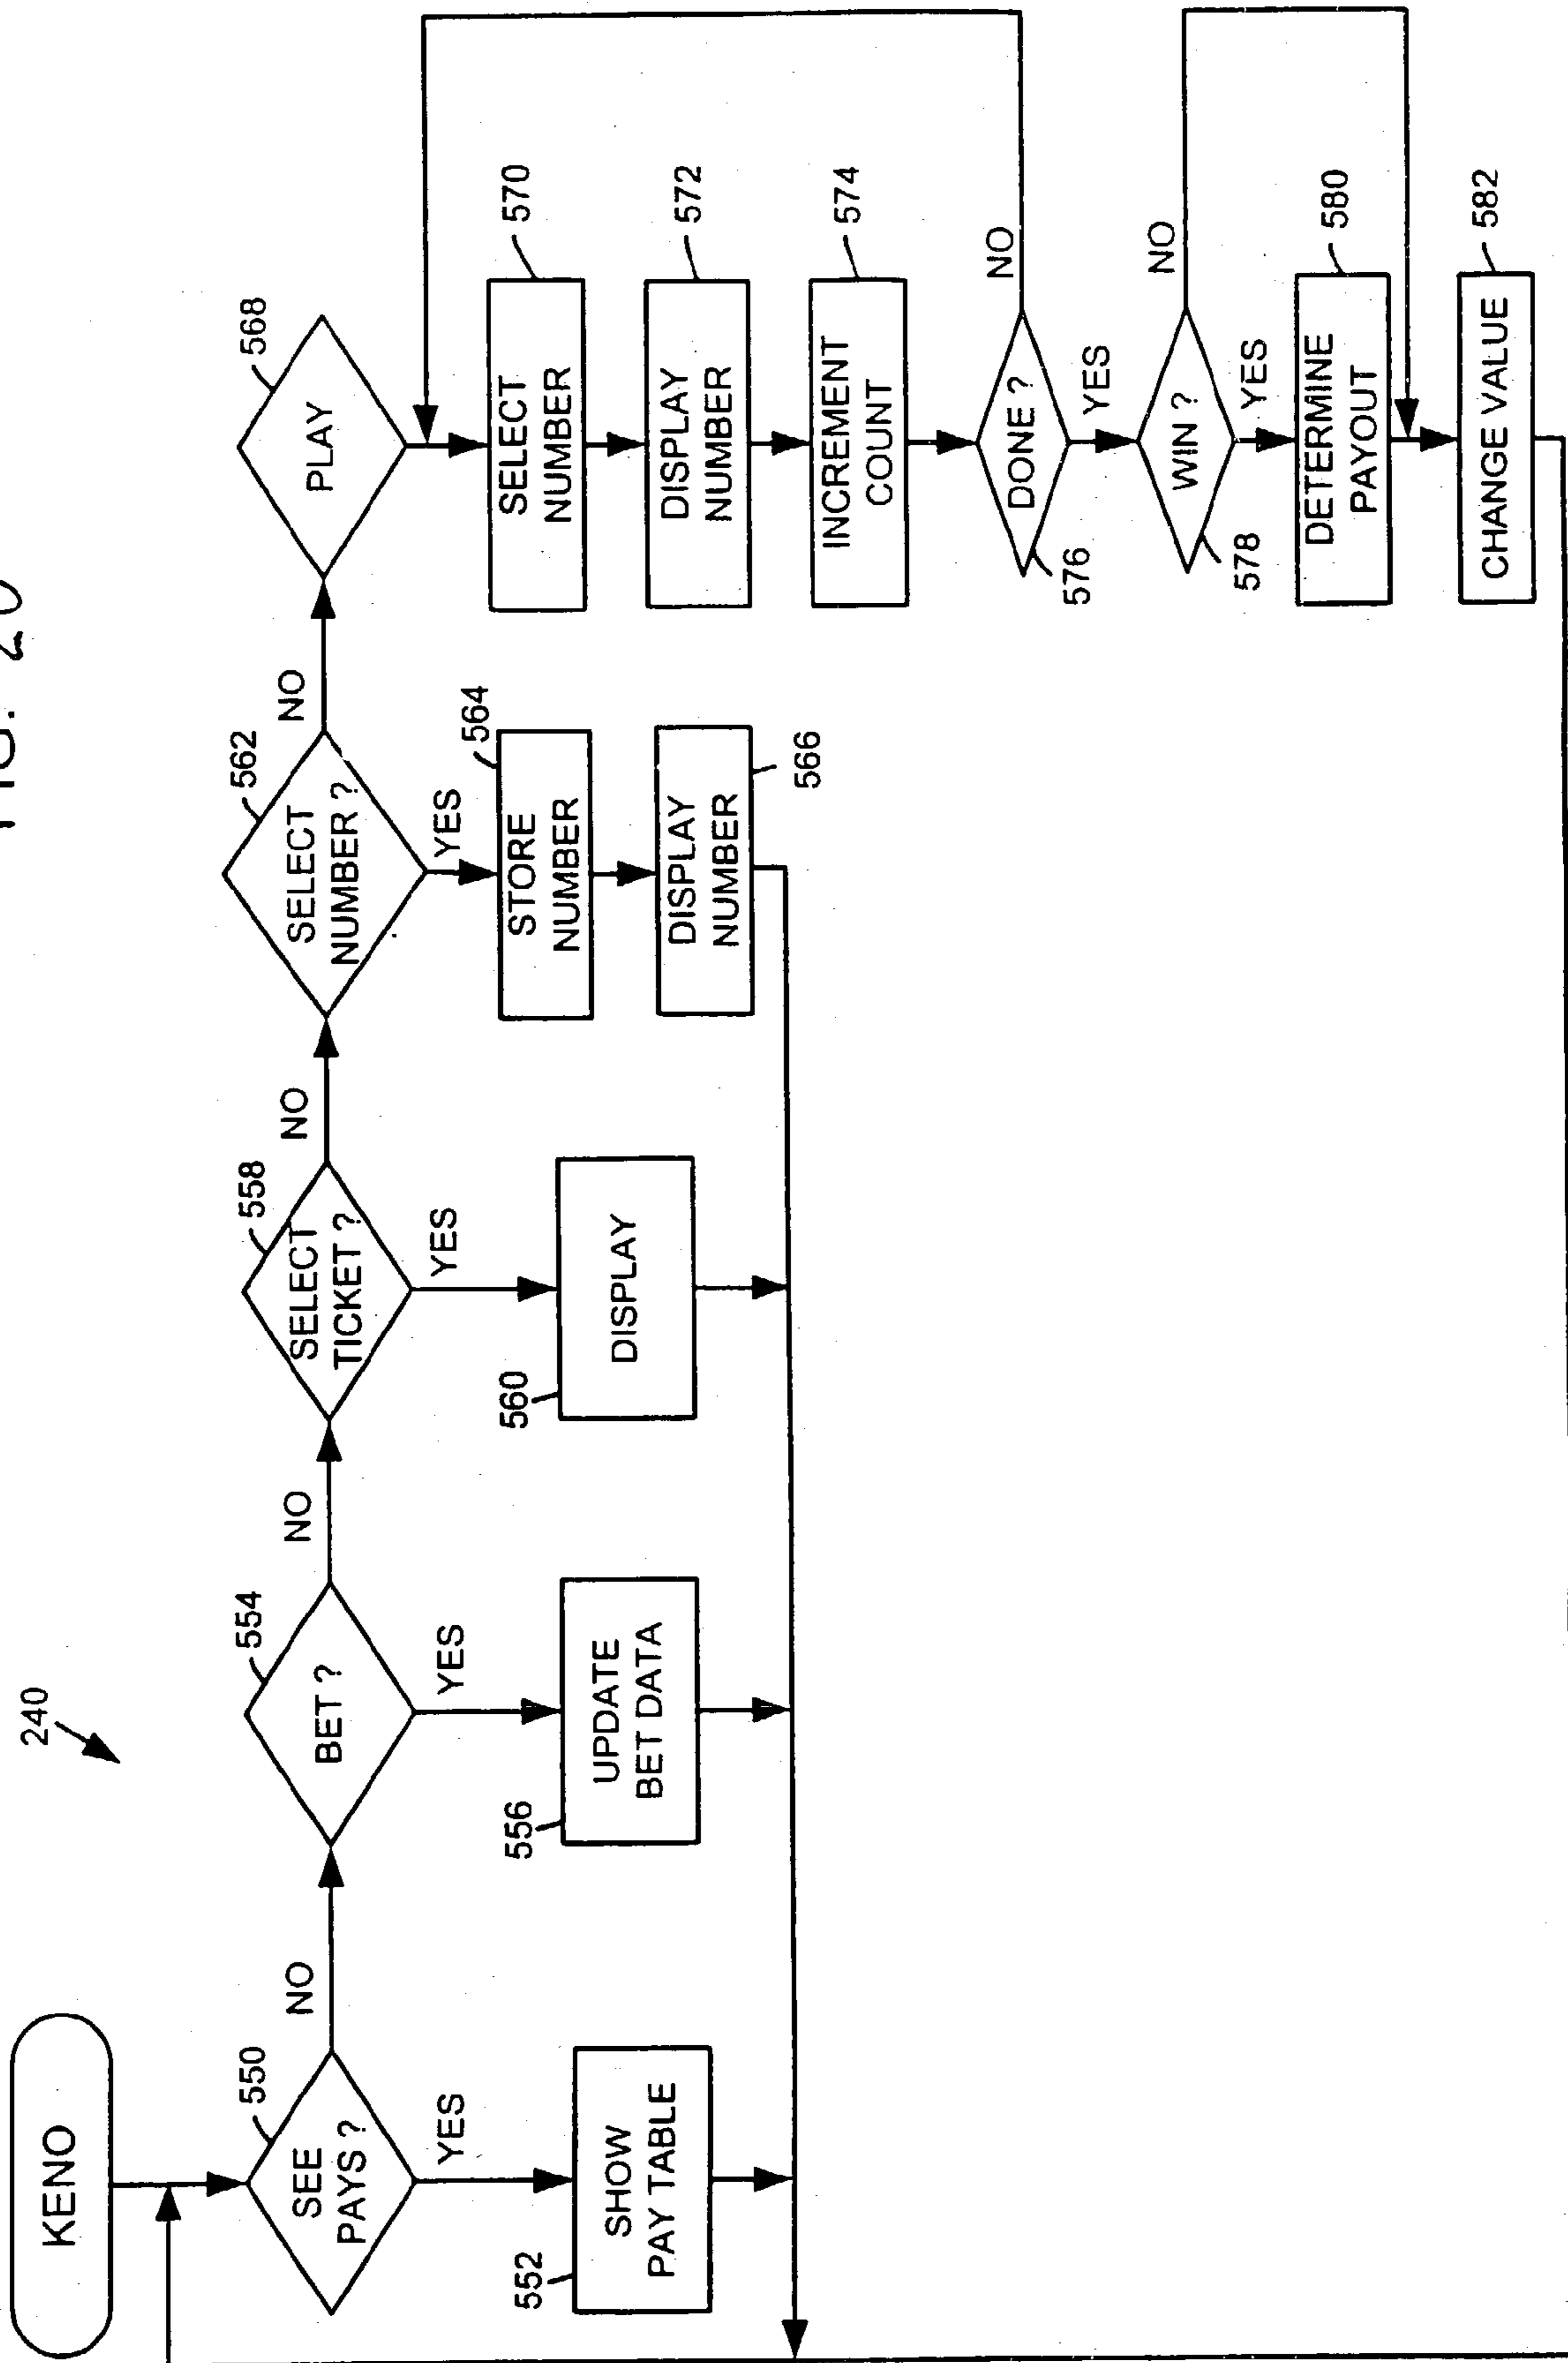 FIG. 20
240
KENO
550
SEE
PAYS ?
NO
YES
552
SHOW
PAY TABLE
554
BET ?
NO
YES
556
UPDATE
BET DATA
558
SELECT
TICKET ?
NO
YES
560
DISPLAY
562
SELECT
NUMBER ?
NO
YES
564
STORE
NUMBER
566
DISPLAY
NUMBER
568
PLAY
570
SELECT
NUMBER
572
DISPLAY
NUMBER
574
INCREMENT
COUNT
576
DONE ?
NO
YES
578
WIN ?
NO
YES
580
DETERMINE
PAYOUT
582
CHANGE VALUE